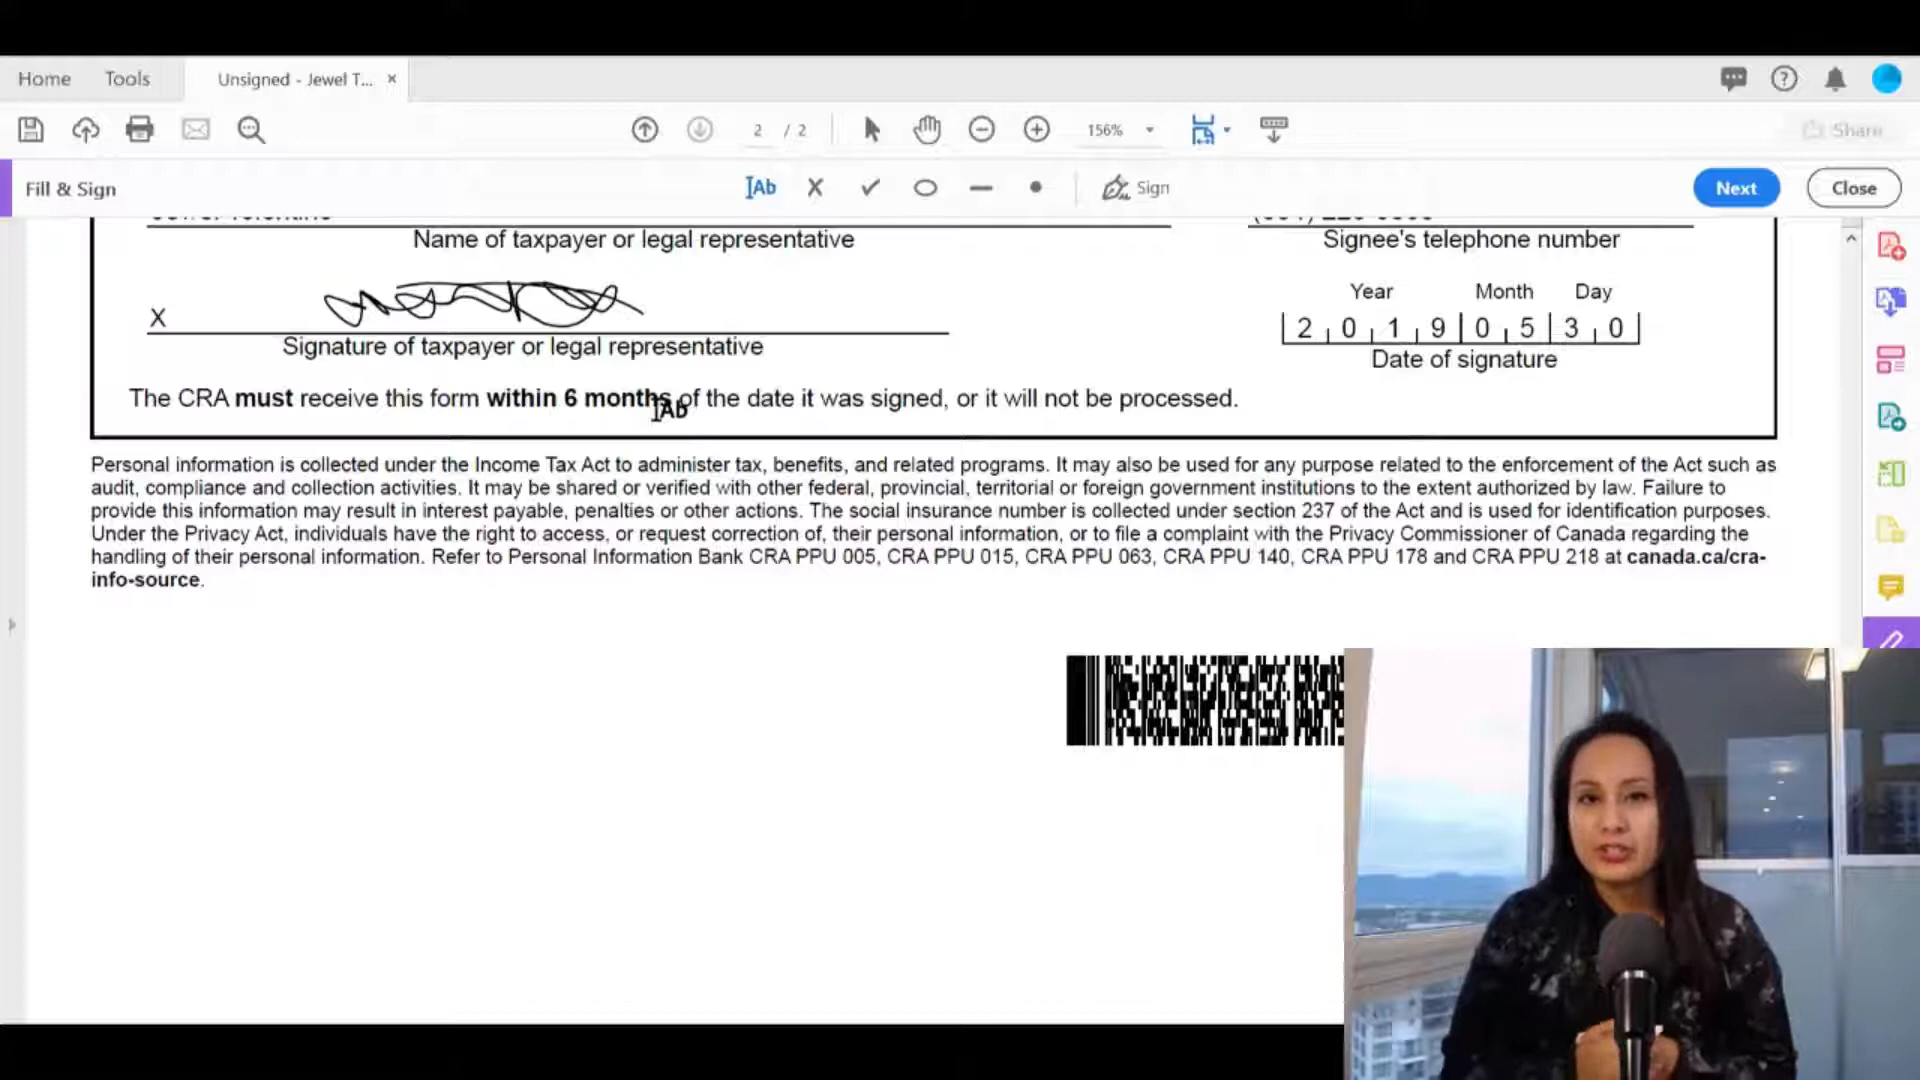 Home Tools Unsigned - Jewel T... ×
2 / 2 156% Share
Fill & Sign Ab Sign Next Close
Name of taxpayer or legal representative Signee's telephone number
Year Month Day
X 2 0 1 9 0 5 3 0
Signature of taxpayer or legal representative Date of signature
The CRA must receive this form within 6 months of the date it was signed, or it will not be processed.
Ab
Personal information is collected under the Income Tax Act to administer tax, benefits, and related programs. It may also be used for any purpose related to the enforcement of the Act such as
audit, compliance and collection activities. It may be shared or verified with other federal, provincial, territorial or foreign government institutions to the extent authorized by law. Failure to
provide this information may result in interest payable, penalties or other actions. The social insurance number is collected under section 237 of the Act and is used for identification purposes.
Under the Privacy Act, individuals have the right to access, or request correction of, their personal information, or to file a complaint with the Privacy Commissioner of Canada regarding the
handling of their personal information. Refer to Personal Information Bank CRA PPU 005, CRA PPU 015, CRA PPU 063, CRA PPU 140, CRA PPU 178 and CRA PPU 218 at canada.ca/cra-
info-source.